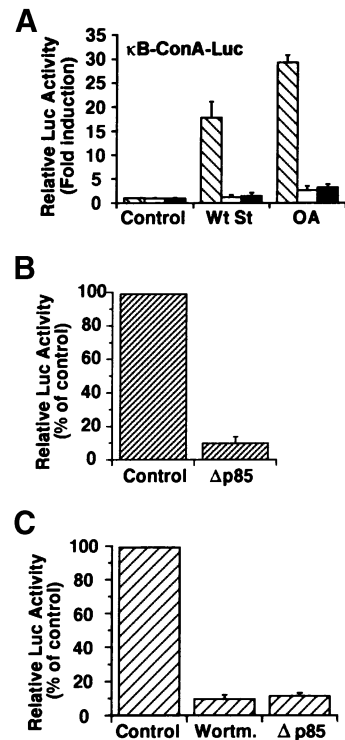 A
κB-ConA-Luc
Relative Luc Activity
(Fold induction)
35
30
25
20
15
10
5
0
Control Wt St OA
B
Relative Luc Activity
(% of control)
100
80
60
40
20
0
Control Δp85
C
Relative Luc Activity
(% of control)
100
80
60
40
20
0
Control Wortm. Δ p85